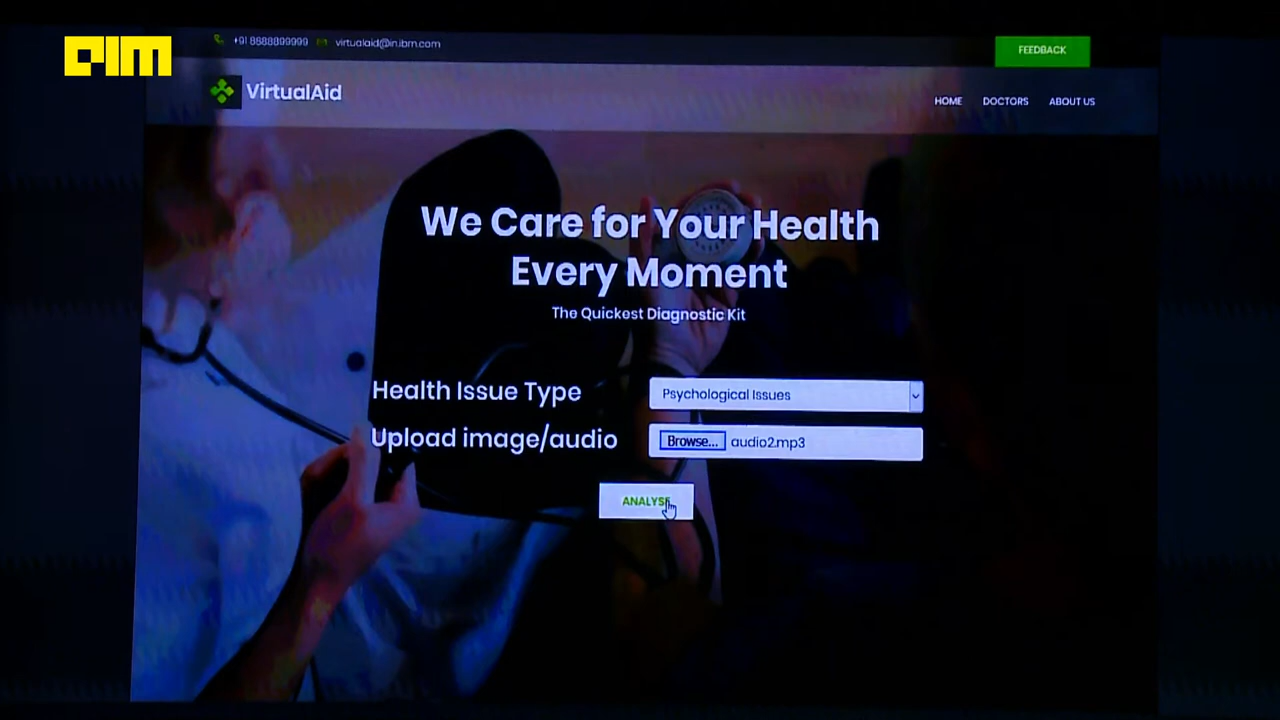 AIM
+91 8688899999 virtualaid@in.ibm.com
FEEDBACK
VirtualAid
HOME DOCTORS ABOUT US
We Care for Your Health
Every Moment
The Quickest Diagnostic Kit
Health Issue Type
Psychological Issues
Upload image/audio
Browse... audio2.mp3
ANALYSE